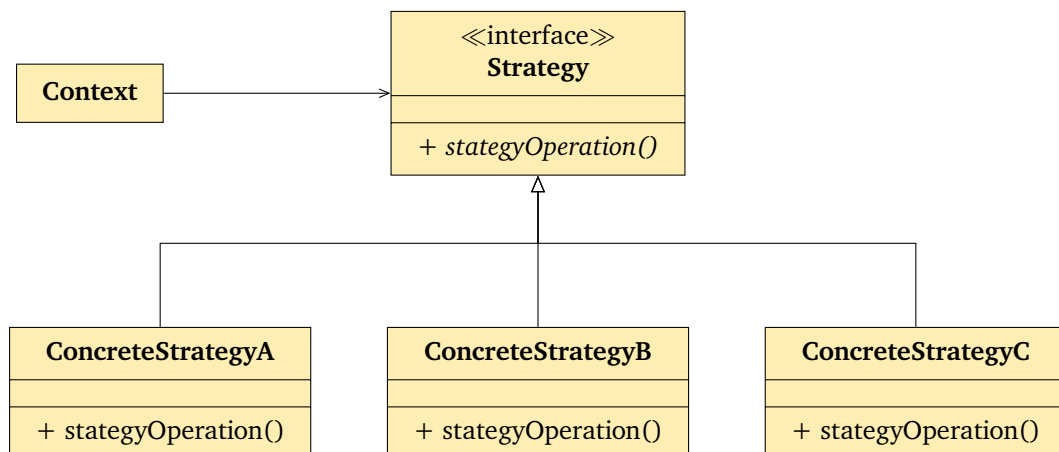 ≪interface≫
Strategy
Context
+ stategyOperation()
ConcreteStrategyA
ConcreteStrategyB
ConcreteStrategyC
+ stategyOperation()
+ stategyOperation()
+ stategyOperation()